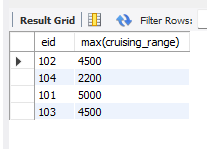 Result Grid Filter Rows:
eid max(cruising_range)
102 4500
104 2200
101 5000
103 4500